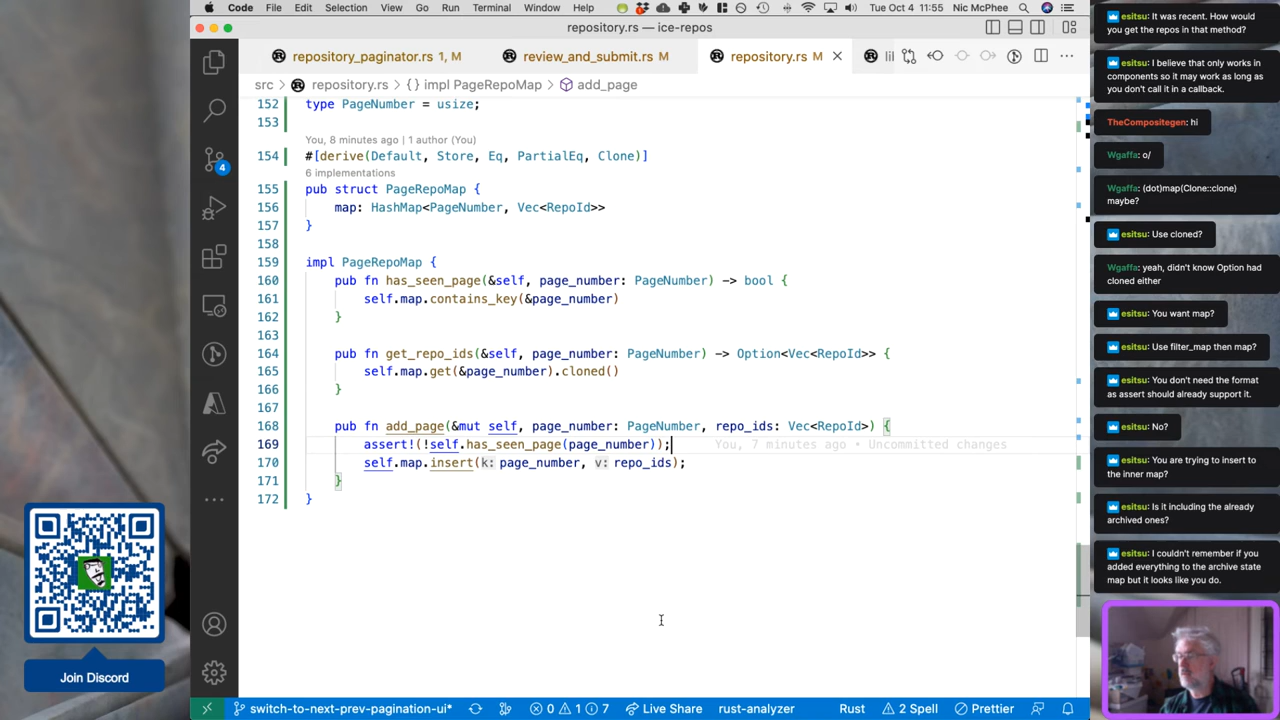 Code File Edit Selection View Go Run Terminal Window Help Tue Oct 4 11:55 Nic McPhee
repository.rs — ice-repos
repository_paginator.rs 1, M
review_and_submit.rs M
repository.rs M
lil
src > repository.rs > {} impl PageRepoMap > add_page
152 type PageNumber = usize;
153
You, 8 minutes ago | 1 author (You)
154 #[derive(Default, Store, Eq, PartialEq, Clone)]
6 implementations
155 pub struct PageRepoMap {
156 map: HashMap<PageNumber, Vec<RepoId>>
157 }
158
159 impl PageRepoMap {
160 pub fn has_seen_page(&self, page_number: PageNumber) -> bool {
161 self.map.contains_key(&page_number)
162 }
163
164 pub fn get_repo_ids(&self, page_number: PageNumber) -> Option<Vec<RepoId>> {
165 self.map.get(&page_number).cloned()
166 }
167
168 pub fn add_page(&mut self, page_number: PageNumber, repo_ids: Vec<RepoId>) {
169 assert!(!self.has_seen_page(page_number)); You, 7 minutes ago • Uncommitted changes
170 self.map.insert(k: page_number, v: repo_ids);
171 }
172 }
4
Join Discord
switch-to-next-prev-pagination-ui* 0 1 7 Live Share rust-analyzer Rust 2 Spell Prettier
esitsu: It was recent. How would
you get the repos in that method?
esitsu: I believe that only works in
components so it may work as long as
you don't call it in a callback.
TheCompositegen: hi
Wgaffa: o/
Wgaffa: (dot)map(Clone::clone)
maybe?
esitsu: Use cloned?
Wgaffa: yeah, didn't know Option had
cloned either
esitsu: You want map?
esitsu: Use filter_map then map?
esitsu: You don't need the format
as assert should already support it.
esitsu: No?
esitsu: You are trying to insert to
the inner map?
esitsu: Is it including the already
archived ones?
esitsu: I couldn't remember if you
added everything to the archive state
map but it looks like you do.